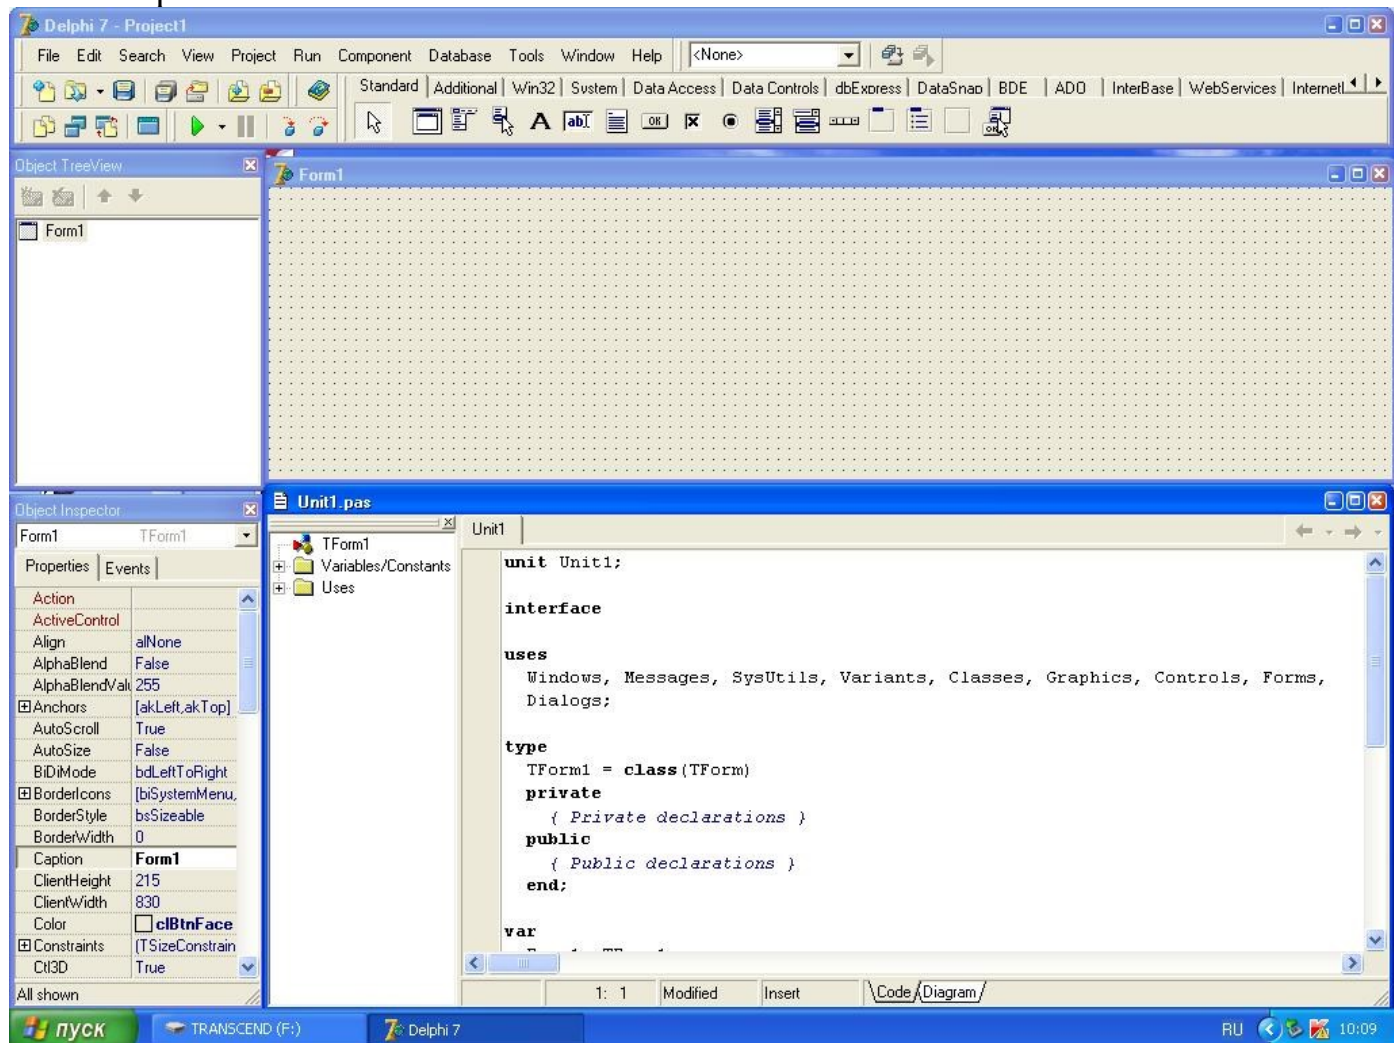 Delphi 7 - Project1
File Edit Search View Project Run Component Database Tools Window Help <None>
Standard Additional Win32 System Data Access Data Controls dbExpress DataSnap BDE ADO InterBase WebServices Internet
Object TreeView
Form1
Form1
Object Inspector
Form1 TForm1
Properties Events
Action
ActiveControl
Align alNone
AlphaBlend False
AlphaBlendValu 255
Anchors [akLeft,akTop]
AutoScroll True
AutoSize False
BiDiMode bdLeftToRight
BorderIcons [biSystemMenu,
BorderStyle bsSizeable
BorderWidth 0
Caption Form1
ClientHeight 215
ClientWidth 830
Color clBtnFace
Constraints (TSizeConstrain
Ctl3D True
All shown
Unit1.pas
TForm1
Variables/Constants
Uses
Unit1
unit Unit1;
interface
uses
Windows, Messages, SysUtils, Variants, Classes, Graphics, Controls, Forms,
Dialogs;
type
TForm1 = class(TForm)
private
{ Private declarations }
public
{ Public declarations }
end;
var
1: 1 Modified Insert Code Diagram
пуск TRANSCEND (F:) Delphi 7 RU 10:09